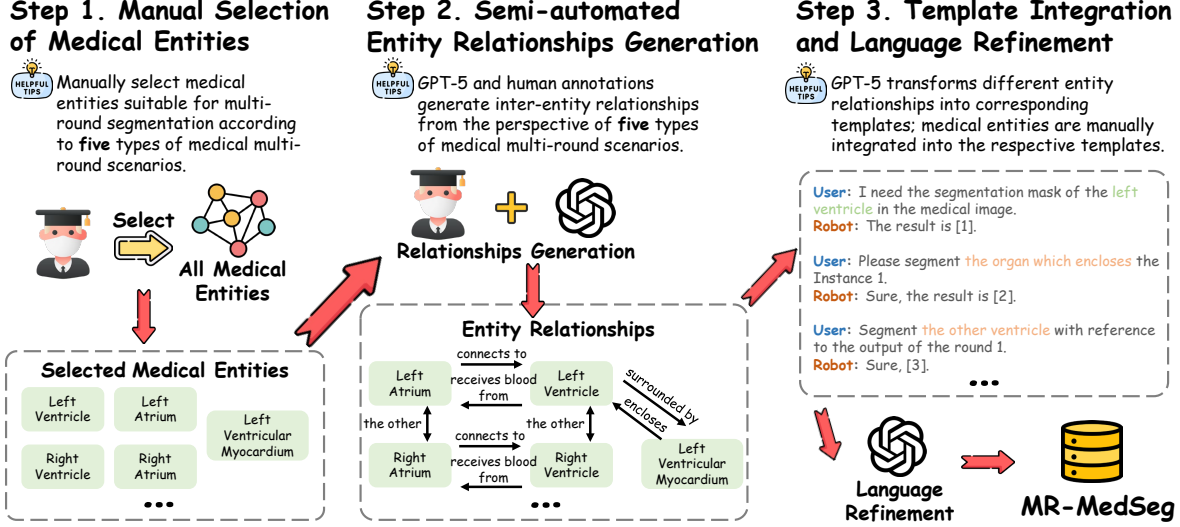 Step 1. Manual Selection
of Medical Entities
HELPFUL
TIPS
Manually select medical
entities suitable for multi-
round segmentation according
to five types of medical multi-
round scenarios.
Select
All Medical
Entities
Selected Medical Entities
Left
Ventricle
Left
Atrium
Left
Ventricular
Myocardium
Right
Ventricle
Right
Atrium
...
Step 2. Semi-automated
Entity Relationships Generation
HELPFUL
TIPS
GPT-5 and human annotations
generate inter-entity relationships
from the perspective of five types
of medical multi-round scenarios.
Relationships Generation
Entity Relationships
Left
Atrium
connects to
receives blood
from
Left
Ventricle
surrounded by
encloses
the other
the other
Right
Atrium
connects to
receives blood
from
Right
Ventricle
Left
Ventricular
Myocardium
...
Step 3. Template Integration
and Language Refinement
HELPFUL
TIPS
GPT-5 transforms different entity
relationships into corresponding
templates; medical entities are manually
integrated into the respective templates.
User: I need the segmentation mask of the left
ventricle in the medical image.
Robot: The result is [1].
User: Please segment the organ which encloses the
Instance 1.
Robot: Sure, the result is [2].
User: Segment the other ventricle with reference
to the output of the round 1.
Robot: Sure, [3].
...
Language
Refinement
MR-MedSeg